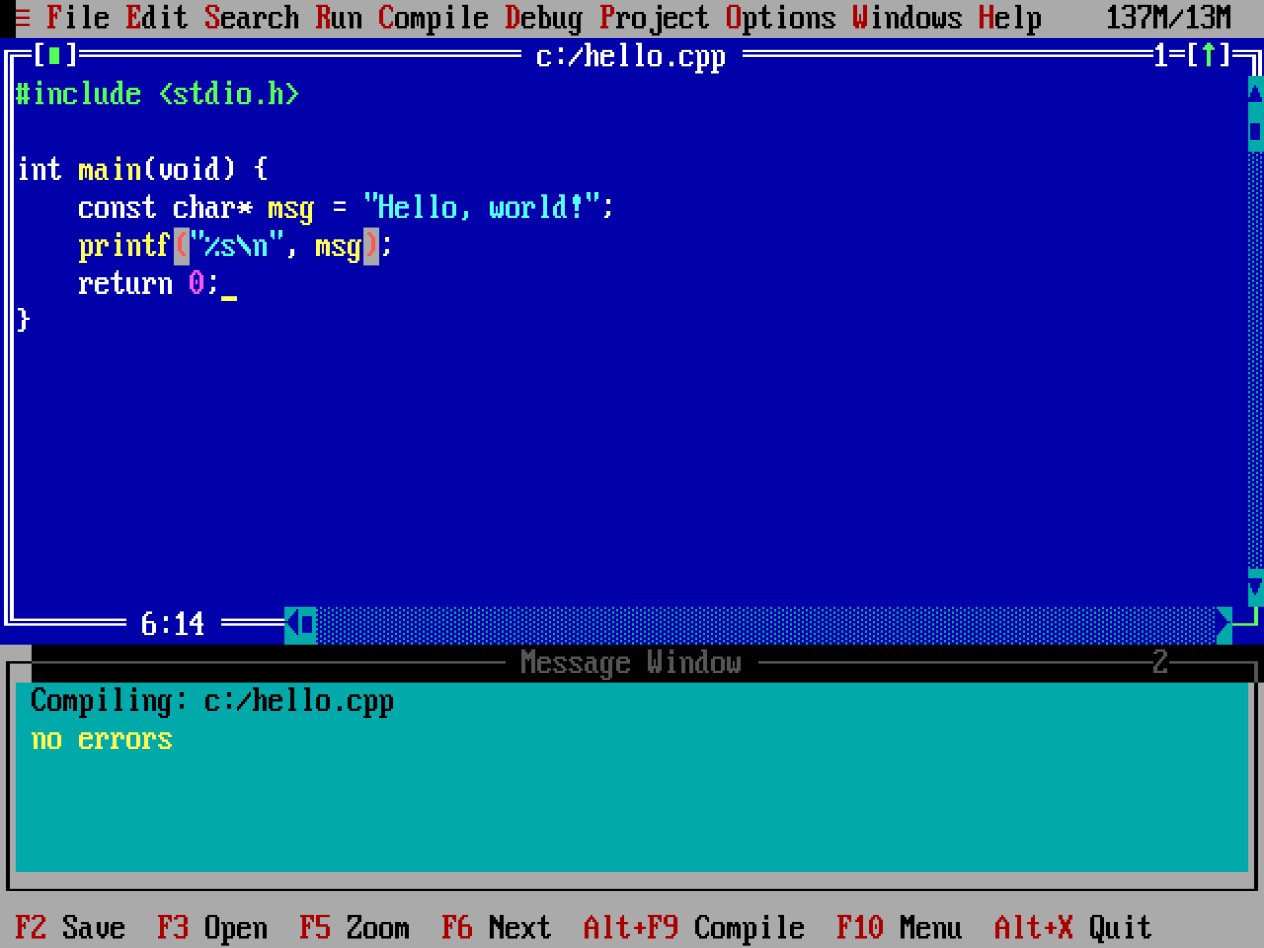 ≡ File Edit Search Run Compile Debug Project Options Windows Help 137M/13M
[■] c:/hello.cpp 1=[↑]
#include <stdio.h>
int main(void) {
    const char* msg = "Hello, world!";
    printf("%s\n", msg);
    return 0;_
}
6:14
Message Window 2
Compiling: c:/hello.cpp
no errors
F2 Save F3 Open F5 Zoom F6 Next Alt+F9 Compile F10 Menu Alt+X Quit